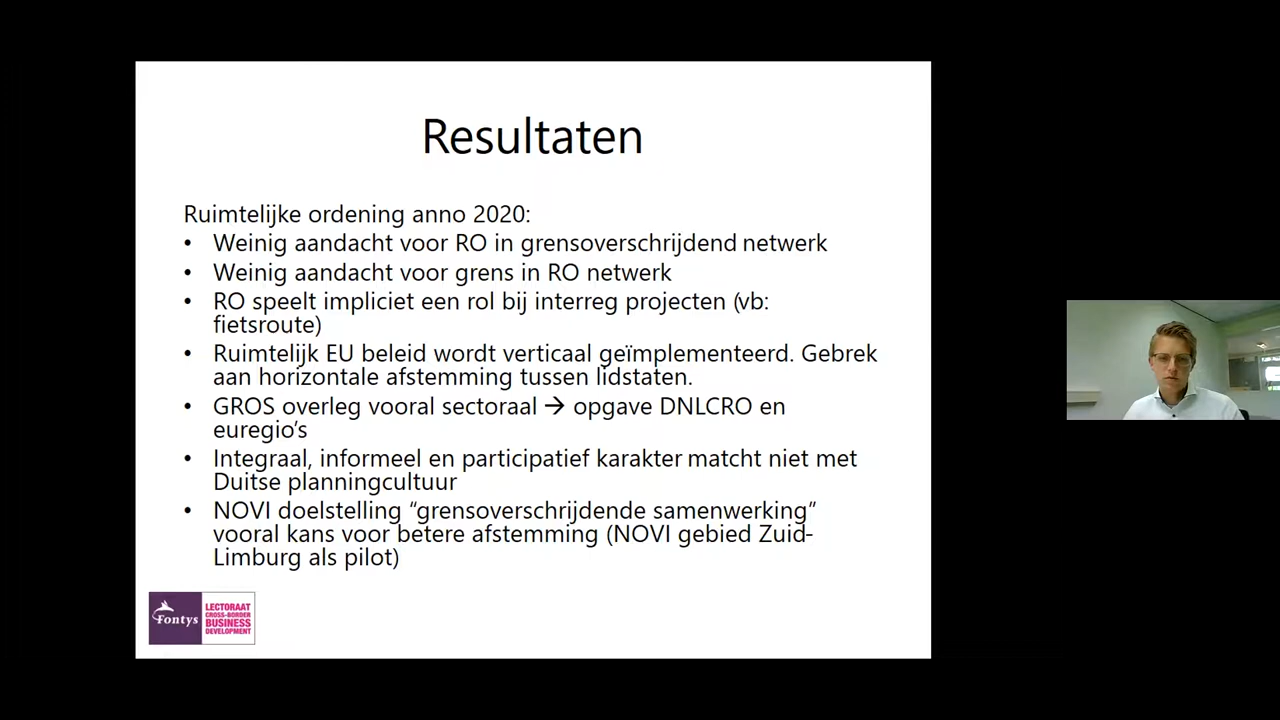 Resultaten
Ruimtelijke ordening anno 2020:
• Weinig aandacht voor RO in grensoverschrijdend netwerk
• Weinig aandacht voor grens in RO netwerk
• RO speelt impliciet een rol bij interreg projecten (vb:
fietsroute)
• Ruimtelijk EU beleid wordt verticaal geïmplementeerd. Gebrek
aan horizontale afstemming tussen lidstaten.
• GROS overleg vooral sectoraal → opgave DNLCRO en
euregio’s
• Integraal, informeel en participatief karakter matcht niet met
Duitse planningcultuur
• NOVI doelstelling “grensoverschrijdende samenwerking”
vooral kans voor betere afstemming (NOVI gebied Zuid-
Limburg als pilot)
Fontys
LECTORAAT
CROSS-BORDER
BUSINESS
DEVELOPMENT